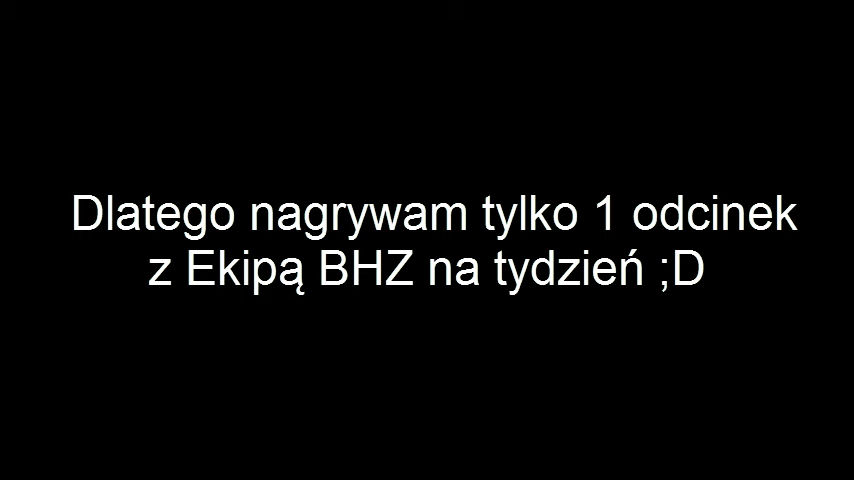 Dlatego nagrywam tylko 1 odcinek
z Ekipą BHZ na tydzień ;D